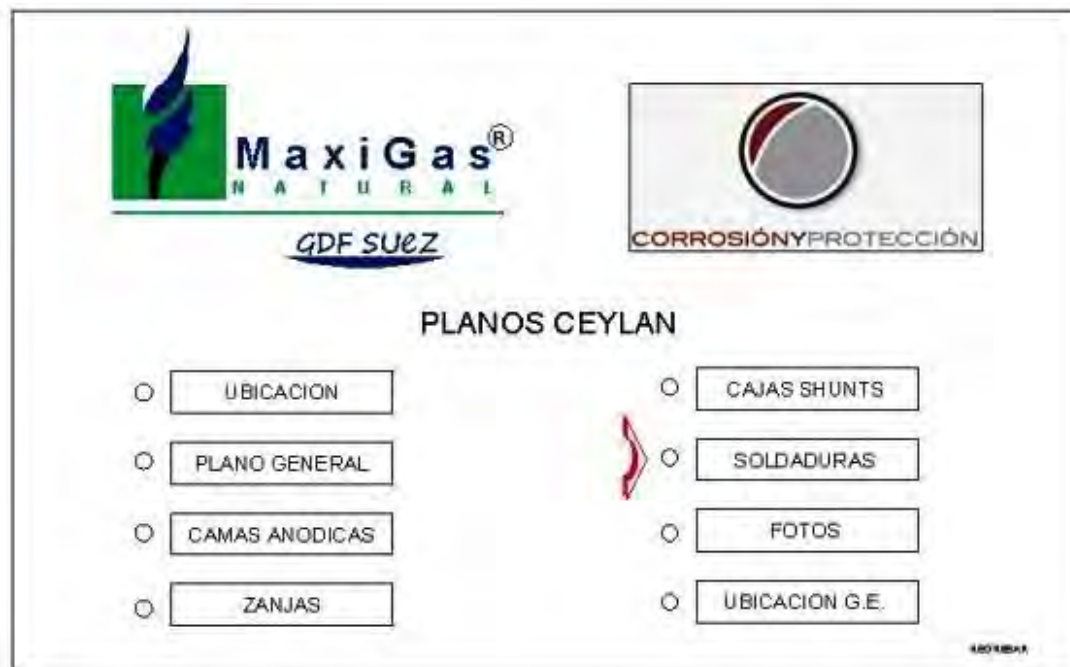 MaxiGas®
NATURAL
GDF SUEZ
CORROSIÓNYPROTECCIÓN
PLANOS CEYLAN
UBICACION
PLANO GENERAL
CAMAS ANODICAS
ZANJAS
CAJAS SHUNTS
SOLDADURAS
FOTOS
UBICACION G.E.